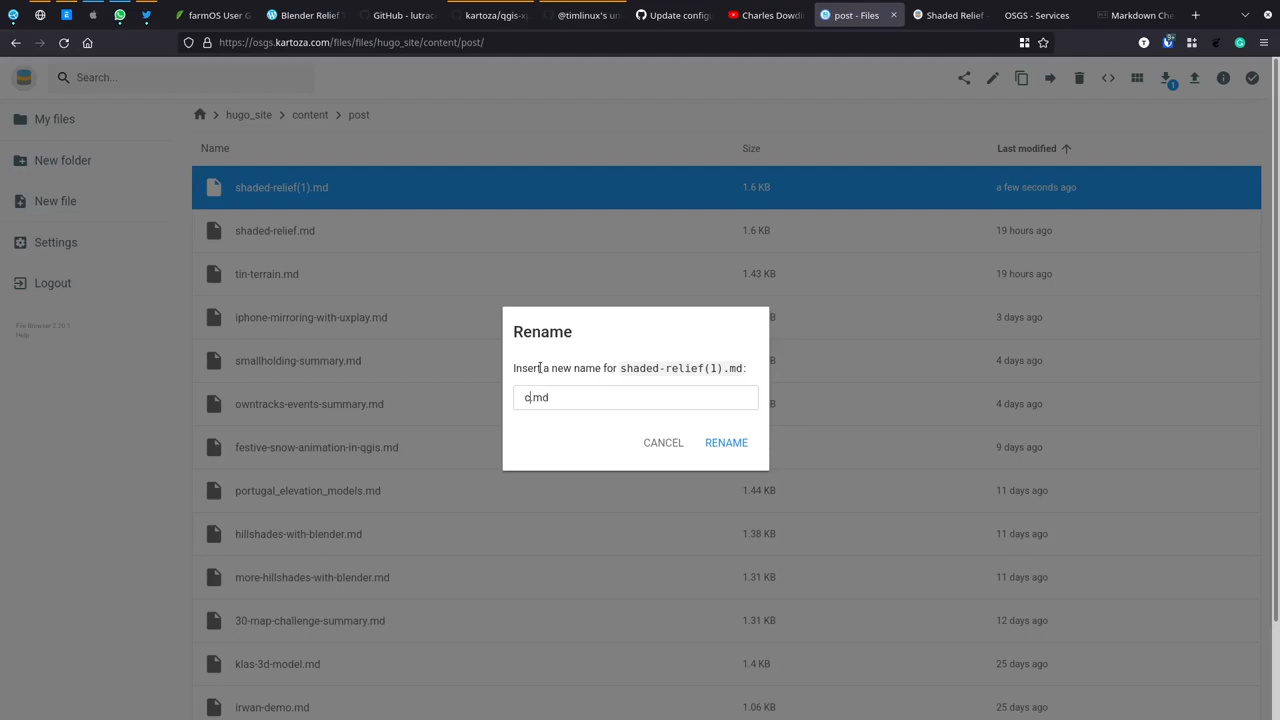 farmOS User G
Blender Relief
GitHub - lutrac
kartoza/qgis-x
@timlinux's un
Update config
Charles Dowdi
post - Files
Shaded Relief -
OSGS - Services
Markdown Che
https://osgs.kartoza.com/files/files/hugo_site/content/post/
Search...
1
My files
New folder
New file
Settings
Logout
File Browser 2.20.1
Help
hugo_site > content > post
Name Size Last modified
shaded-relief(1).md 1.6 KB a few seconds ago
shaded-relief.md 1.6 KB 19 hours ago
tin-terrain.md 1.43 KB 19 hours ago
iphone-mirroring-with-uxplay.md 3 days ago
smallholding-summary.md 4 days ago
owntracks-events-summary.md 4 days ago
festive-snow-animation-in-qgis.md 9 days ago
portugal_elevation_models.md 1.44 KB 11 days ago
hillshades-with-blender.md 1.38 KB 11 days ago
more-hillshades-with-blender.md 1.31 KB 11 days ago
30-map-challenge-summary.md 1.31 KB 12 days ago
klas-3d-model.md 1.4 KB 25 days ago
irwan-demo.md 1.06 KB 25 days ago
Rename
Insert a new name for shaded-relief(1).md:
c.md
CANCEL RENAME